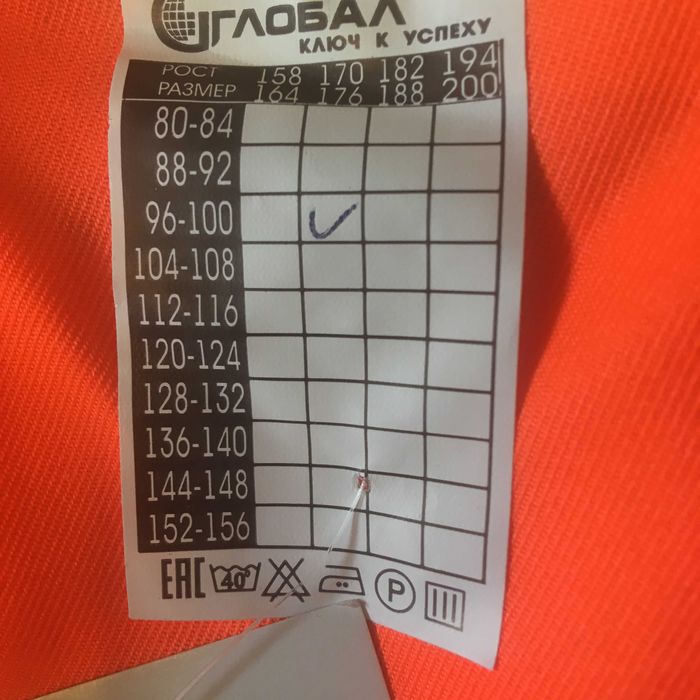 ГЛОБАЛ
КЛЮЧ К УСПЕХУ
РОСТ 158 170 182 194
РАЗМЕР 164 176 188 200
80-84
88-92
96-100
104-108
112-116
120-124
128-132
136-140
144-148
152-156
EAC 40° P